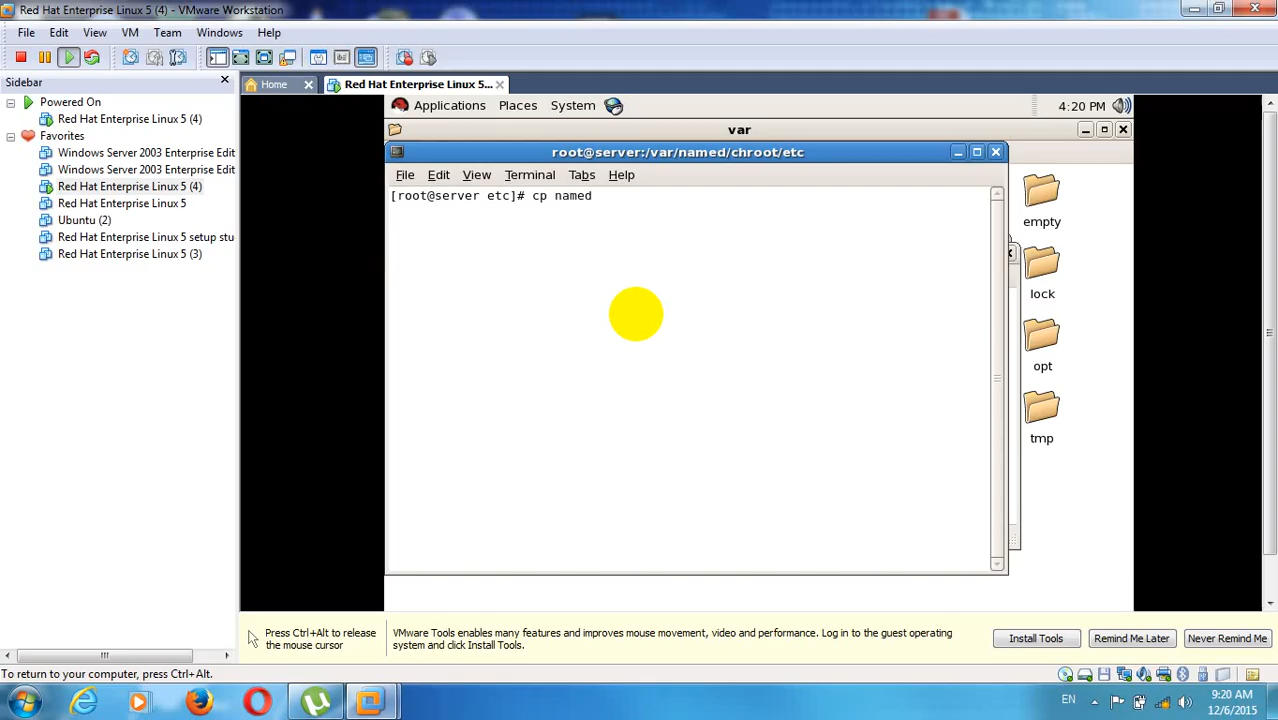 Red Hat Enterprise Linux 5 (4) - VMware Workstation
File Edit View VM Team Windows Help
Sidebar
Home
Red Hat Enterprise Linux 5...
Powered On
Red Hat Enterprise Linux 5 (4)
Favorites
Windows Server 2003 Enterprise Edit
Windows Server 2003 Enterprise Edit
Red Hat Enterprise Linux 5 (4)
Red Hat Enterprise Linux 5
Ubuntu (2)
Red Hat Enterprise Linux 5 setup stu
Red Hat Enterprise Linux 5 (3)
Applications Places System
4:20 PM
var
root@server:/var/named/chroot/etc
File Edit View Terminal Tabs Help
[root@server etc]# cp named
empty
lock
opt
tmp
Press Ctrl+Alt to release the mouse cursor
VMware Tools enables many features and improves mouse movement, video and performance. Log in to the guest operating
system and click Install Tools.
Install Tools
Remind Me Later
Never Remind Me
To return to your computer, press Ctrl+Alt.
EN
9:20 AM
12/6/2015